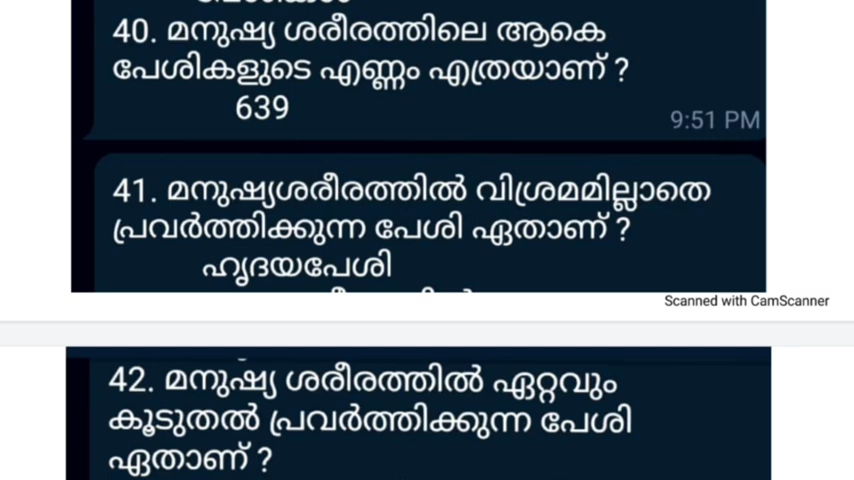 40. മനുഷ്യ ശരീരത്തിലെ ആകെ
പേശികളുടെ എണ്ണം എത്രയാണ് ?
639
9:51 PM
41. മനുഷ്യശരീരത്തിൽ വിശ്രമമില്ലാതെ
പ്രവർത്തിക്കുന്ന പേശി ഏതാണ് ?
ഹൃദയപേശി
Scanned with CamScanner
42. മനുഷ്യ ശരീരത്തിൽ ഏറ്റവും
കൂടുതൽ പ്രവർത്തിക്കുന്ന പേശി
ഏതാണ് ?